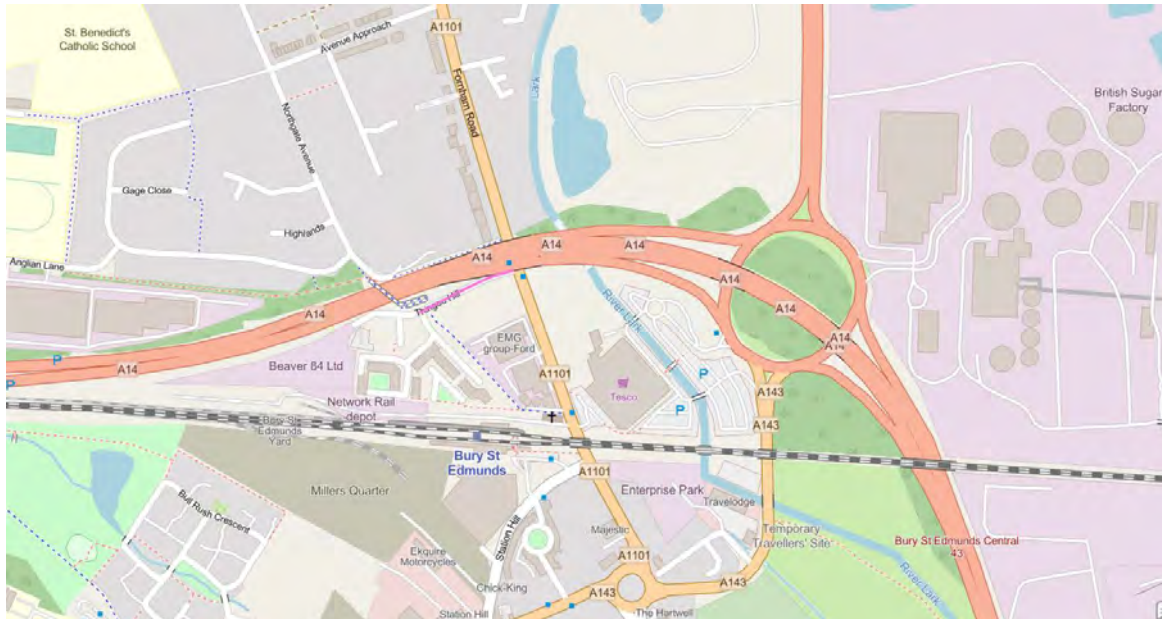 St. Benedict's
Catholic School
Avenue Approach
A1101
Fornham Road
Lark
British Sugar
Factory
Northgate Avenue
Gage Close
Highlands
Anglian Lane
A14
A14
A14
A14
A14
A14
A14
A14
Thingoe Hill
River Lark
P
P
A14
EMG
group-Ford
Beaver 84 Ltd
A1101
Tesco
P
P
A143
A143
Network Rail
depot
Bury St
Edmunds
Yard
Bury St
Edmunds
A1101
Millers Quarter
Enterprise Park
Travelodge
Bull Rush Crescent
Station Hill
Majestic
Temporary
Travellers' Site
Bury St Edmunds Central
43
Ekquire
Motorcycles
A1101
Chick-King
A143
A143
River Lark
Station Hill
The Hartwell